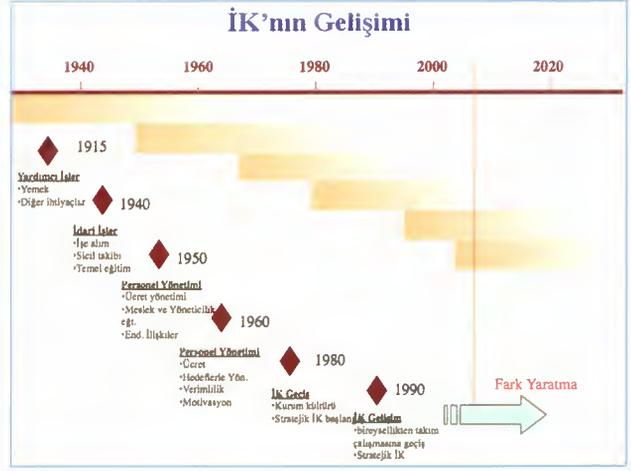 İK’nın Gelişimi
1940 1960 1980 2000 2020
1915
Yardımcı İşler
•Yemek
•Diğer ihtiyaçlar
1940
İdari İşler
•İşe alım
•Sicil takibi
•Temel eğitim
1950
Personel Yönetimi
•Ücret yönetimi
•Meslek ve Yöneticilik
eğt.
•End. İlişkiler
1960
Personel Yönetimi
•Ücret
•Hedeflerle Yön.
•Verimlilik
•Motivasyon
1980
İK Geçiş
•Kurum kültürü
•Stratejik İK
1990
İK Gelişim
•bireysellikten takım
çalışmasına geçiş
•Stratejik İK
Fark Yaratma